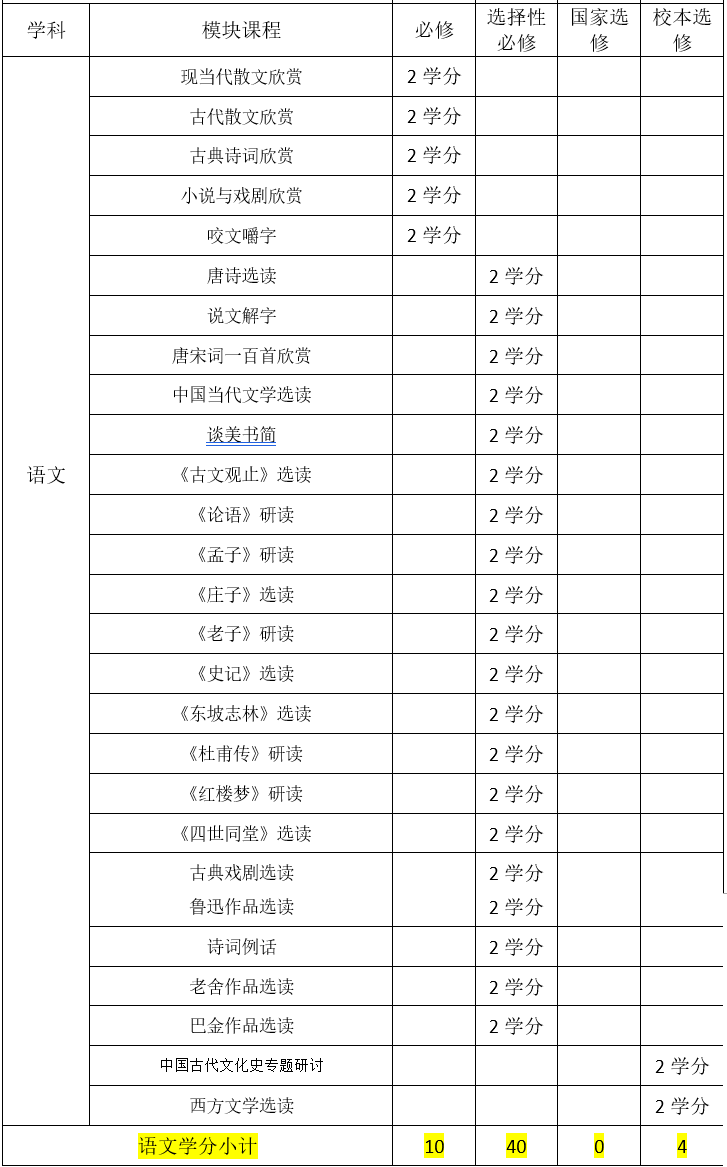 学科 模块课程 必修 选择性必修 国家选修 校本选修
语文
现当代散文欣赏 2 学分
古代散文欣赏 2 学分
古典诗词欣赏 2 学分
小说与戏剧欣赏 2 学分
咬文嚼字 2 学分
唐诗选读 2 学分
说文解字 2 学分
唐宋词一百首欣赏 2 学分
中国当代文学选读 2 学分
谈美书简 2 学分
《古文观止》选读 2 学分
《论语》研读 2 学分
《孟子》研读 2 学分
《庄子》选读 2 学分
《老子》研读 2 学分
《史记》选读 2 学分
《东坡志林》选读 2 学分
《杜甫传》研读 2 学分
《红楼梦》研读 2 学分
《四世同堂》选读 2 学分
古典戏剧选读 2 学分
鲁迅作品选读 2 学分
诗词例话 2 学分
老舍作品选读 2 学分
巴金作品选读 2 学分
中国古代文化史专题研讨 2 学分
西方文学选读 2 学分
语文学分小计 10 40 0 4